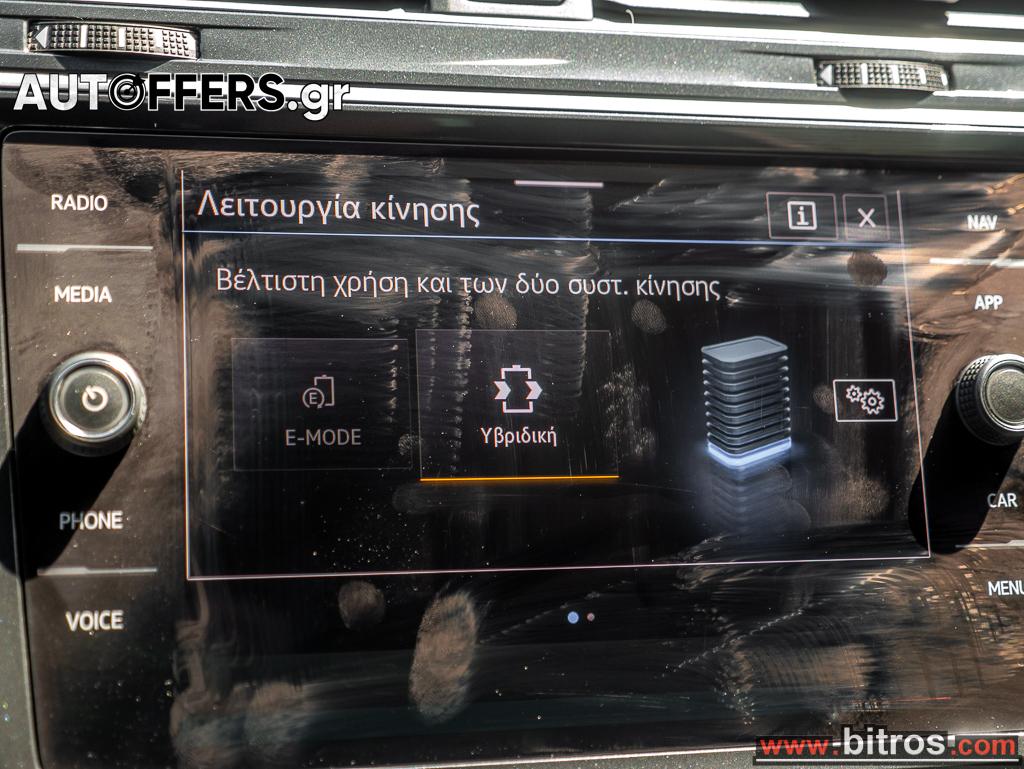 AUTOFFERS.gr
RADIO
MEDIA
PHONE
VOICE
Λειτουργία κίνησης
i
X
Βέλτιστη χρήση και των δύο συστ. κίνησης
E
E-MODE
Υβριδική
NAV
APP
CAR
MENU
www.bitros.com